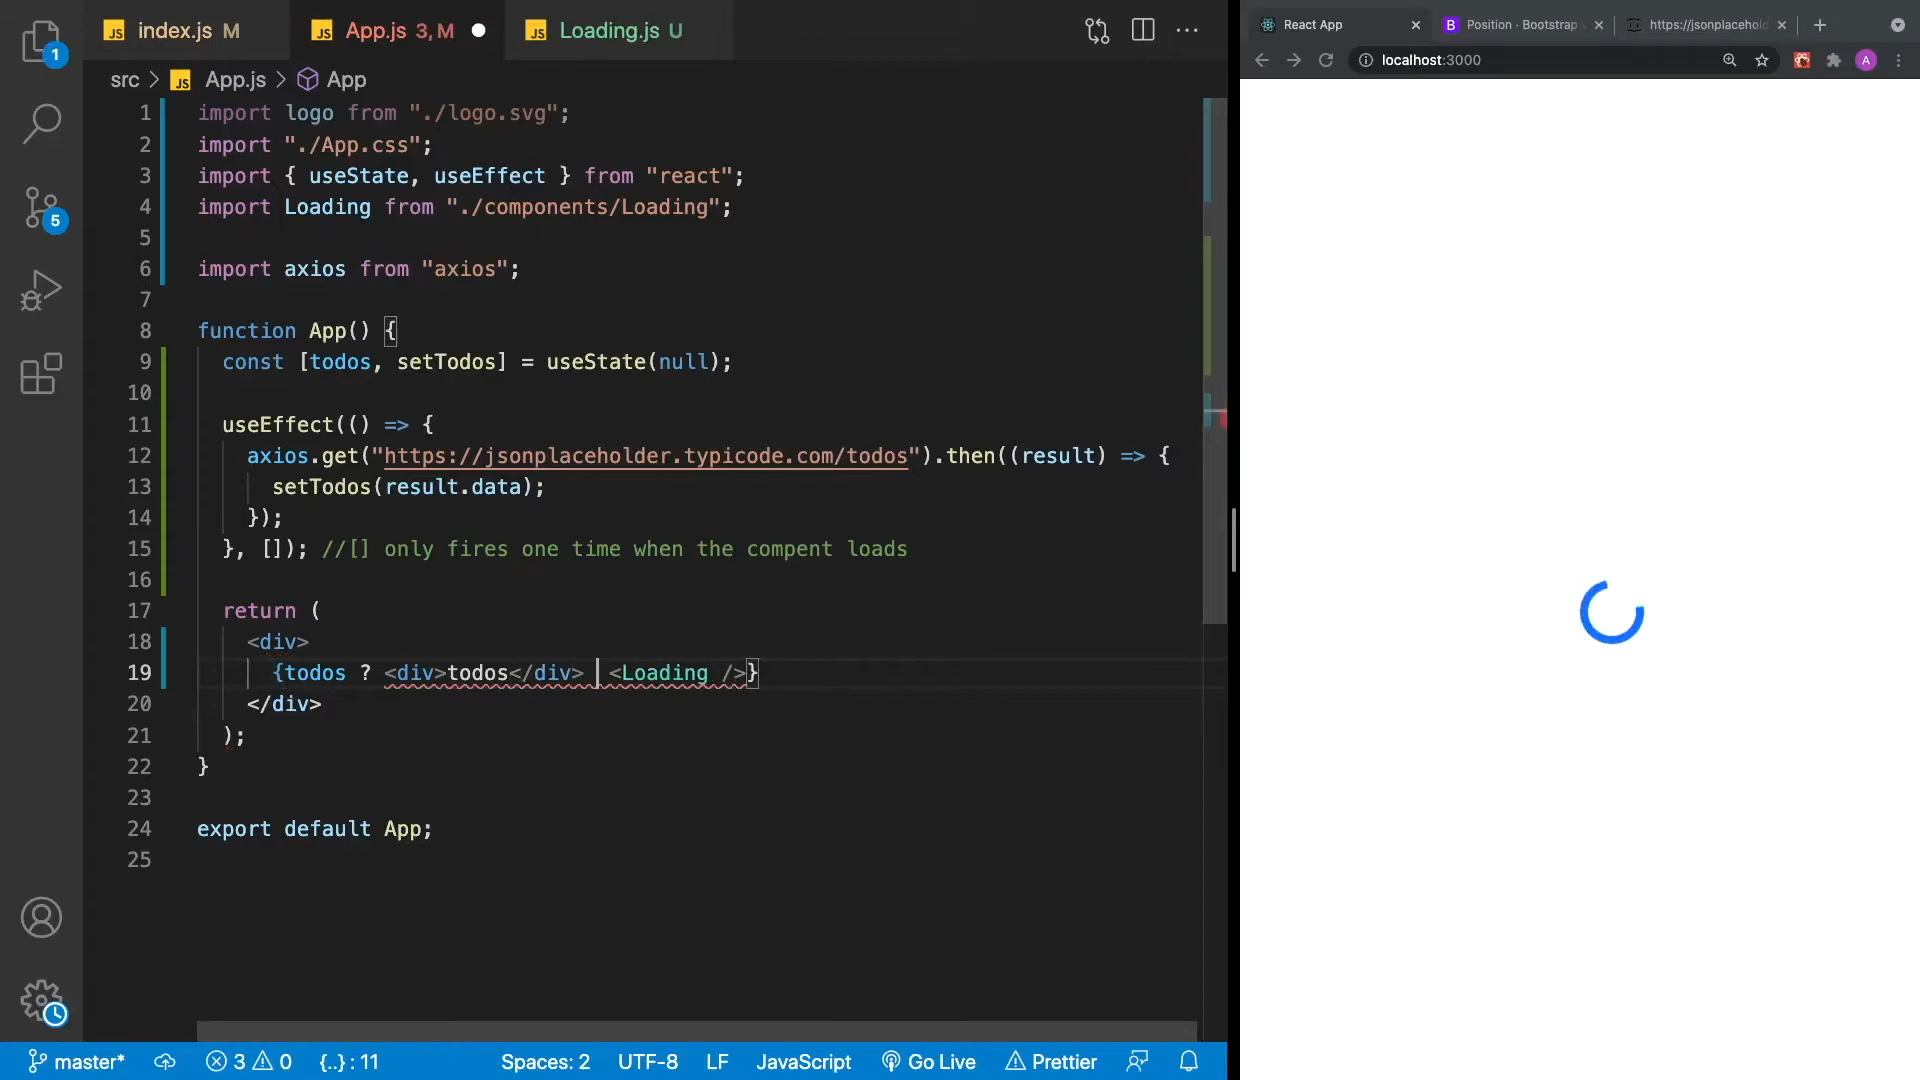 index.js M
App.js 3, M
Loading.js U
src > App.js > App
1 import logo from "./logo.svg";
2 import "./App.css";
3 import { useState, useEffect } from "react";
4 import Loading from "./components/Loading";
5
6 import axios from "axios";
7
8 function App() {
9 const [todos, setTodos] = useState(null);
10
11 useEffect(() => {
12 axios.get("https://jsonplaceholder.typicode.com/todos").then((result) => {
13 setTodos(result.data);
14 });
15 }, []); //[] only fires one time when the compent loads
16
17 return (
18 <div>
19 {todos ? <div>todos</div>  <Loading />}
20 </div>
21 );
22 }
23
24 export default App;
25
1
5
master* 3 0 {..} : 11 Spaces: 2 UTF-8 LF JavaScript Go Live Prettier
React App
Position · Bootstrap
https://jsonplacehold
localhost:3000
A